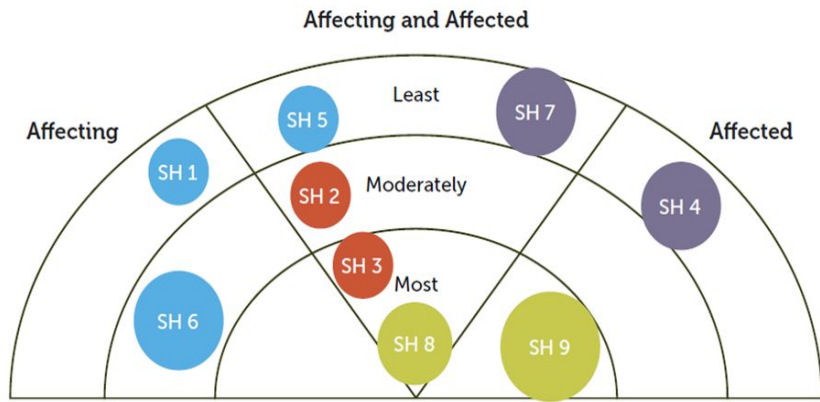 Affecting and Affected
Affecting
Least
Affected
SH 5
SH 7
SH 1
Moderately
SH 2
SH 4
SH 3
Most
SH 6
SH 8
SH 9